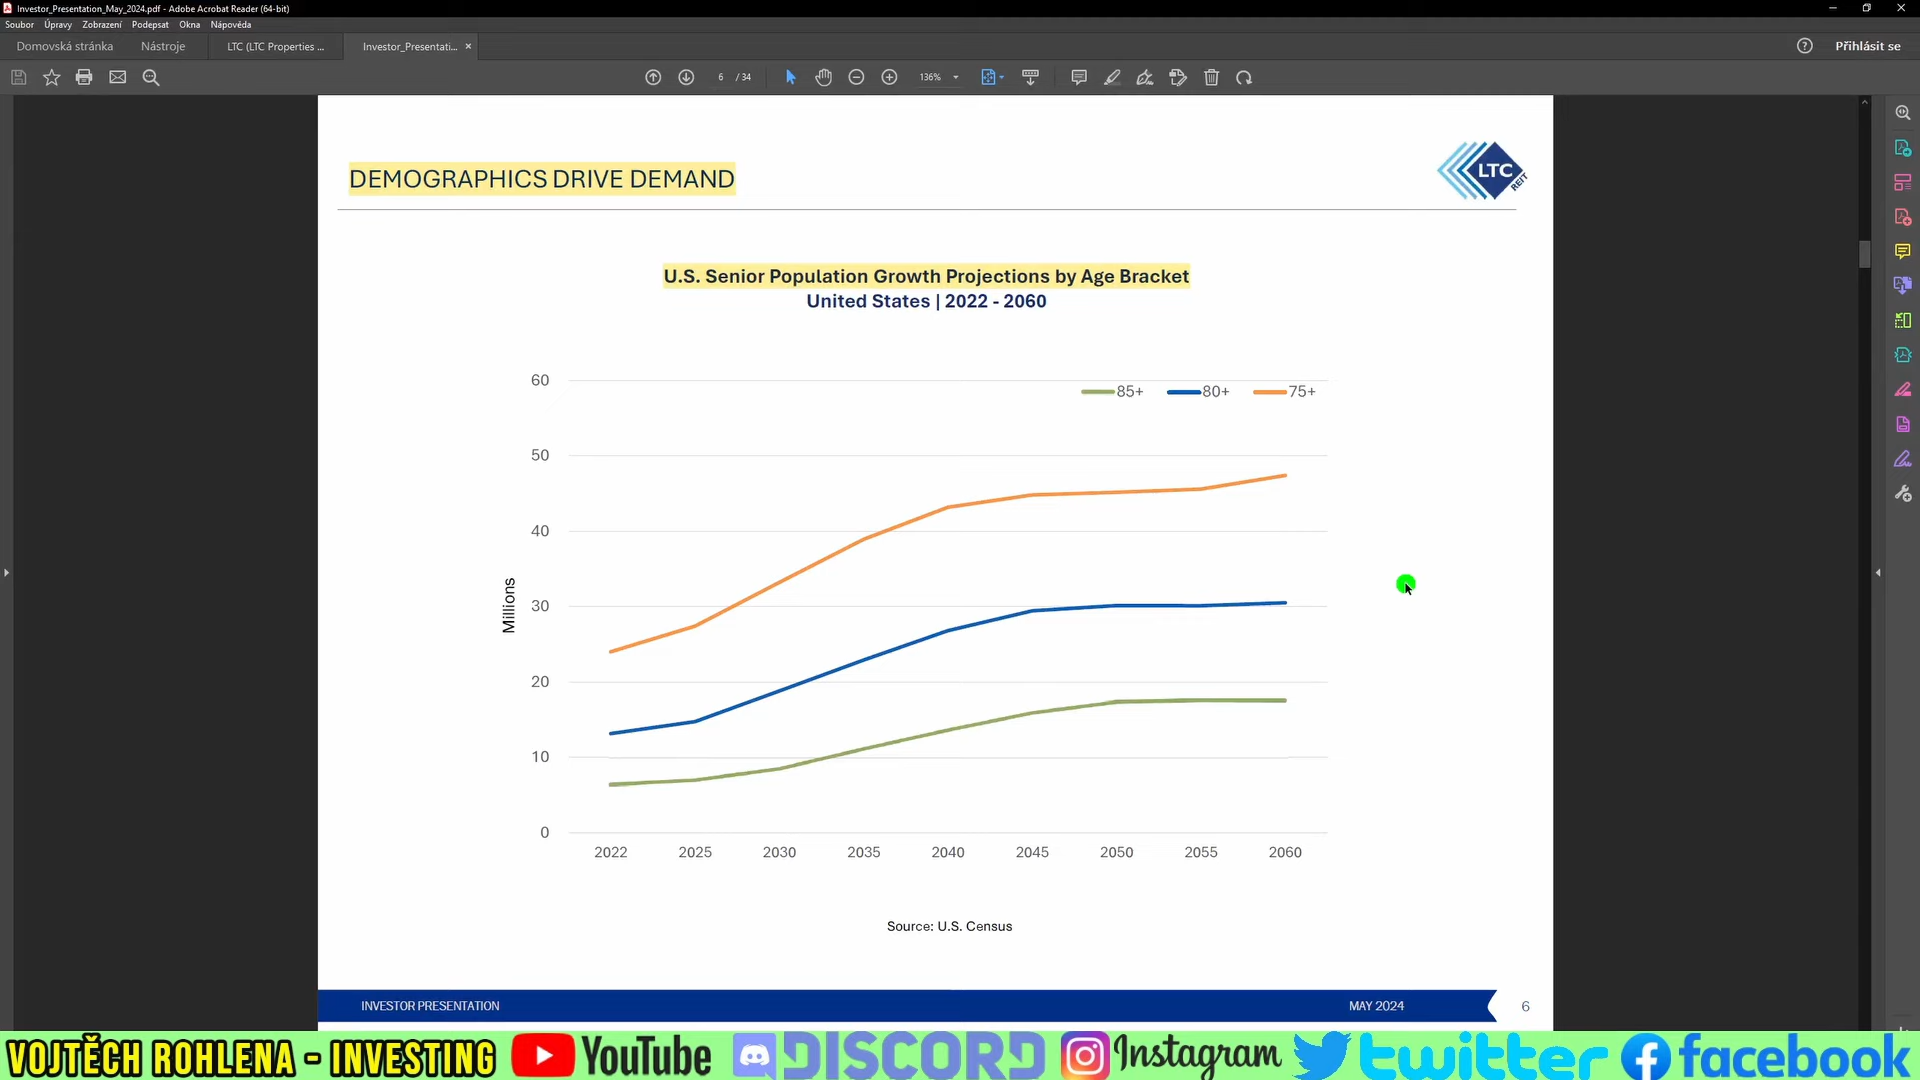 Investor_Presentation_May_2024.pdf - Adobe Acrobat Reader (64-bit)
Soubor Úpravy Zobrazení Podepsat Okna Nápověda
Domovská stránka Nástroje LTC (LTC Properties ... Investor_Presentati... × Přihlásit se
6 / 34 136%
DEMOGRAPHICS DRIVE DEMAND
LTC
REIT
U.S. Senior Population Growth Projections by Age Bracket
United States | 2022 - 2060
60
85+ 80+ 75+
50
40
30
Millions
20
10
0
2022 2025 2030 2035 2040 2045 2050 2055 2060
Source: U.S. Census
INVESTOR PRESENTATION MAY 2024 6
VOJTĚCH ROHLENA - INVESTING YouTube DISCORD Instagram twitter facebook